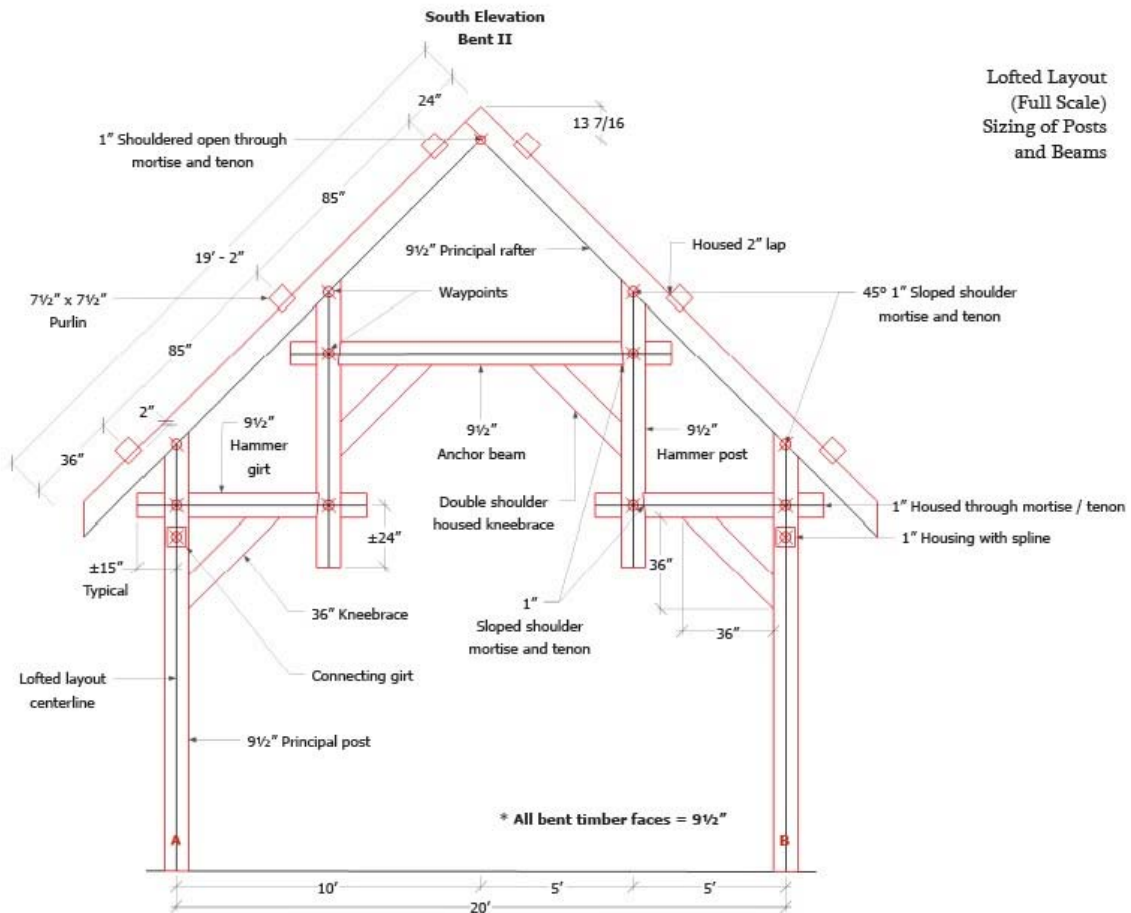 South Elevation
Bent II
Lofted Layout
(Full Scale)
Sizing of Posts
and Beams
24”
13 7/16
1” Shouldered open through
mortise and tenon
85”
9½” Principal rafter
Housed 2” lap
19’ - 2”
7½” x 7½”
Purlin
Waypoints
45º 1” Sloped shoulder
mortise and tenon
85”
2”
9½”
Hammer
girt
9½”
Anchor beam
9½”
Hammer post
36”
Double shoulder
housed kneebrace
1” Housed through mortise / tenon
±24”
1” Housing with spline
±15”
Typical
36”
36” Kneebrace
1”
Sloped shoulder
mortise and tenon
36”
Lofted layout
centerline
Connecting girt
9½” Principal post
* All bent timber faces = 9½”
A
B
10’
5’
5’
20’